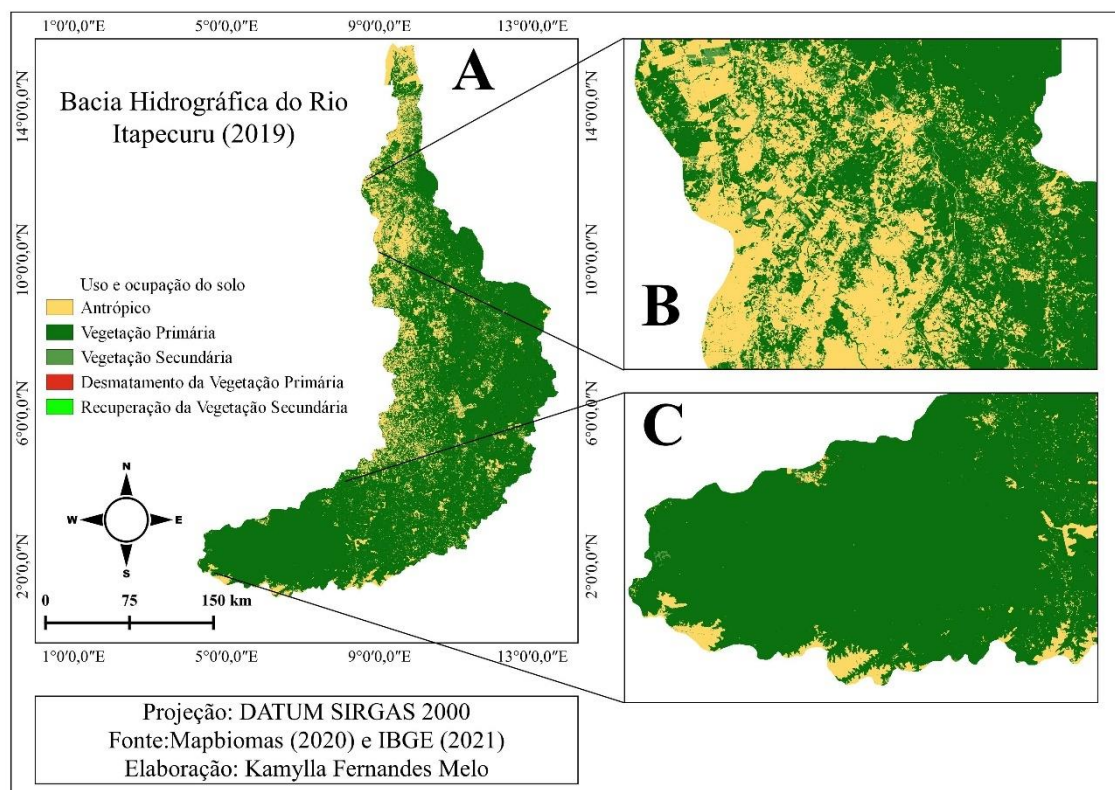 1°0'0,0"E 5°0'0,0"E 9°0'0,0"E 13°0'0,0"E
A
Bacia Hidrográfica do Rio
Itapecuru (2019)
14°0'0,0"N
10°0'0,0"N
6°0'0,0"N
2°0'0,0"N
Uso e ocupação do solo
Antrópico
Vegetação Primária
Vegetação Secundária
Desmatamento da Vegetação Primária
Recuperação da Vegetação Secundária
N
W E
S
0 75 150 km
14°0'0,0"N
10°0'0,0"N
6°0'0,0"N
2°0'0,0"N
1°0'0,0"E 5°0'0,0"E 9°0'0,0"E 13°0'0,0"E
B
C
Projeção: DATUM SIRGAS 2000
Fonte:Mapbiomas (2020) e IBGE (2021)
Elaboração: Kamylla Fernandes Melo